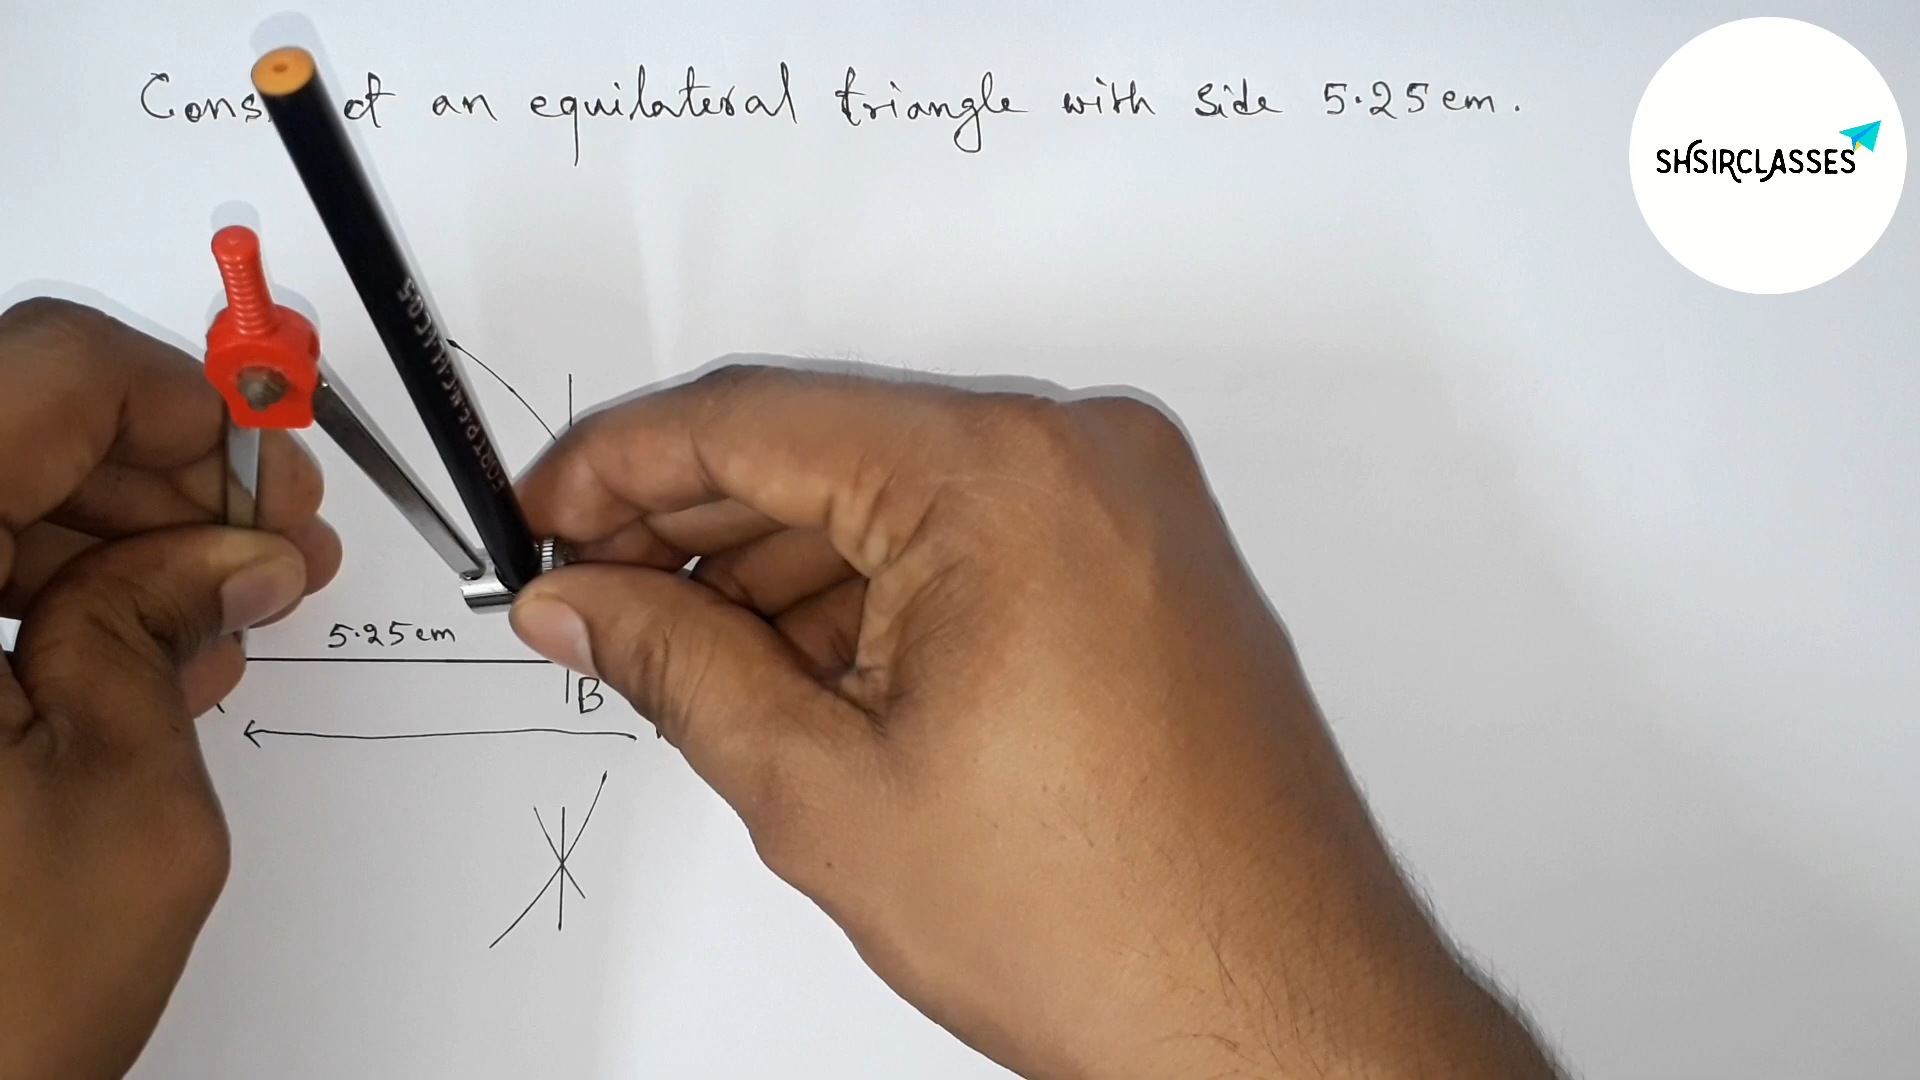 Cons ct an equilateral triangle with side 5.25 cm.
SHSIRCLASSES
5.25 cm
B